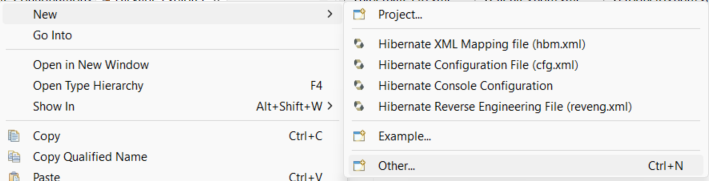 New
Go Into
Open in New Window
Open Type Hierarchy F4
Show In Alt+Shift+W
Copy Ctrl+C
Copy Qualified Name
Paste Ctrl+V
Project...
Hibernate XML Mapping file (hbm.xml)
Hibernate Configuration File (cfg.xml)
Hibernate Console Configuration
Hibernate Reverse Engineering File (reveng.xml)
Example...
Other... Ctrl+N